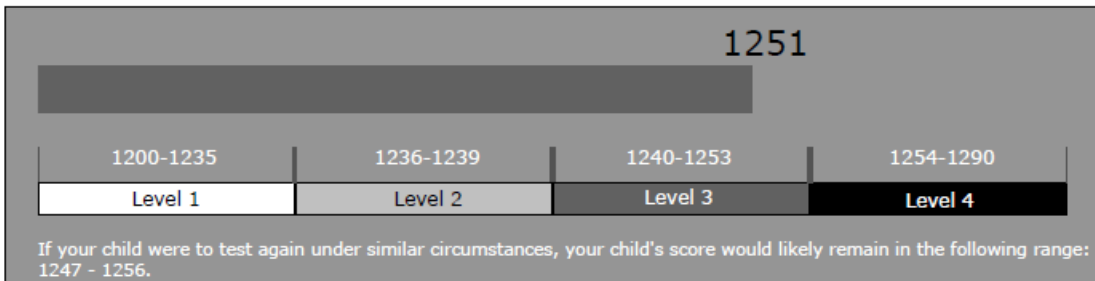 1251
1200-1235 1236-1239 1240-1253 1254-1290
Level 1 Level 2 Level 3 Level 4
If your child were to test again under similar circumstances, your child's score would likely remain in the following range:
1247 - 1256.